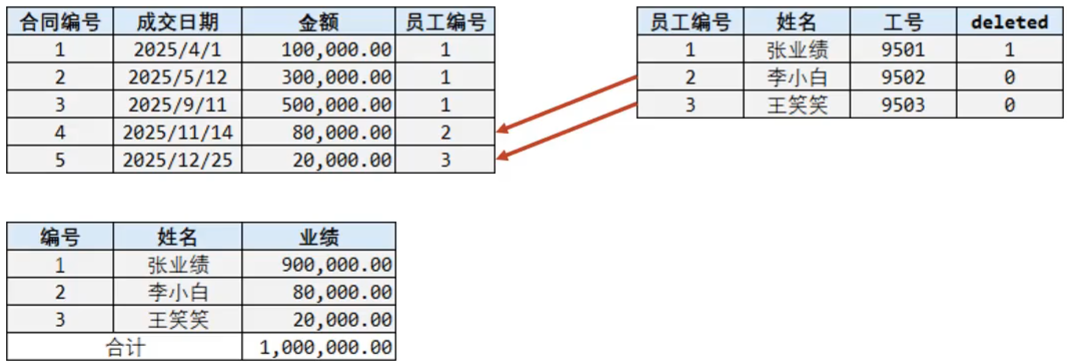 合同编号 成交日期 金额 员工编号
1 2025/4/1 100,000.00 1
2 2025/5/12 300,000.00 1
3 2025/9/11 500,000.00 1
4 2025/11/14 80,000.00 2
5 2025/12/25 20,000.00 3
员工编号 姓名 工号 deleted
1 张业绩 9501 1
2 李小白 9502 0
3 王笑笑 9503 0
编号 姓名 业绩
1 张业绩 900,000.00
2 李小白 80,000.00
3 王笑笑 20,000.00
合计 1,000,000.00